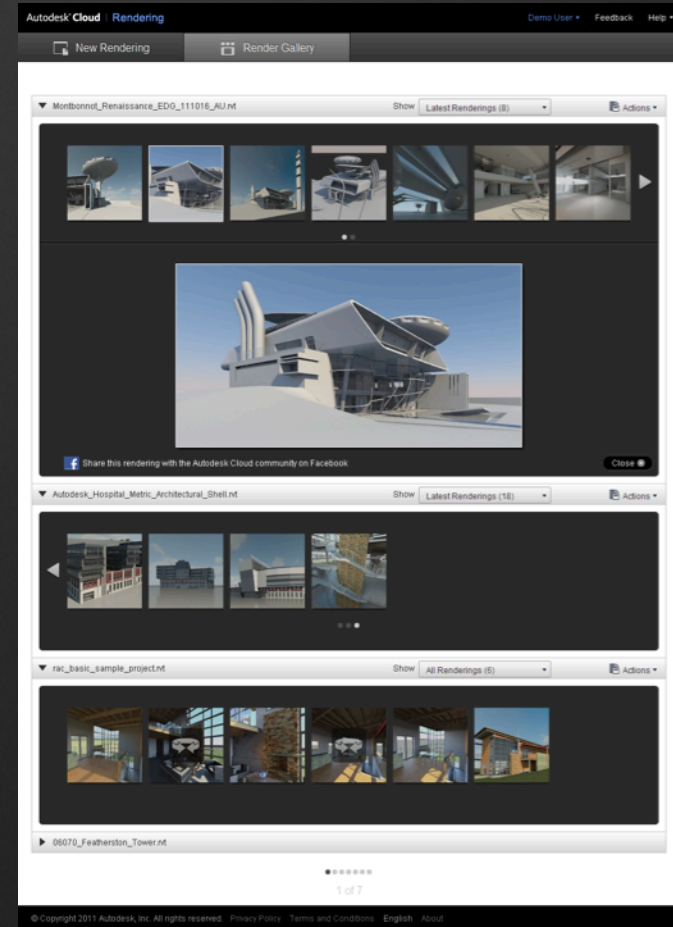 Autodesk® Cloud | Rendering Demo User Feedback Help
New Rendering Render Gallery
Montbonnot_Renaissance_EDG_111016_AU.rvt Show Latest Renderings (8) Actions
Share this rendering with the Autodesk Cloud community on Facebook Close
Autodesk_Hospital_Metric_Architectural_Shell.rvt Show Latest Renderings (18) Actions
rac_basic_sample_project.rvt Show All Renderings (6) Actions
06070_Featherston_Tower.rvt
1 of 7
© Copyright 2011 Autodesk, Inc. All rights reserved. Privacy Policy Terms and Conditions English About